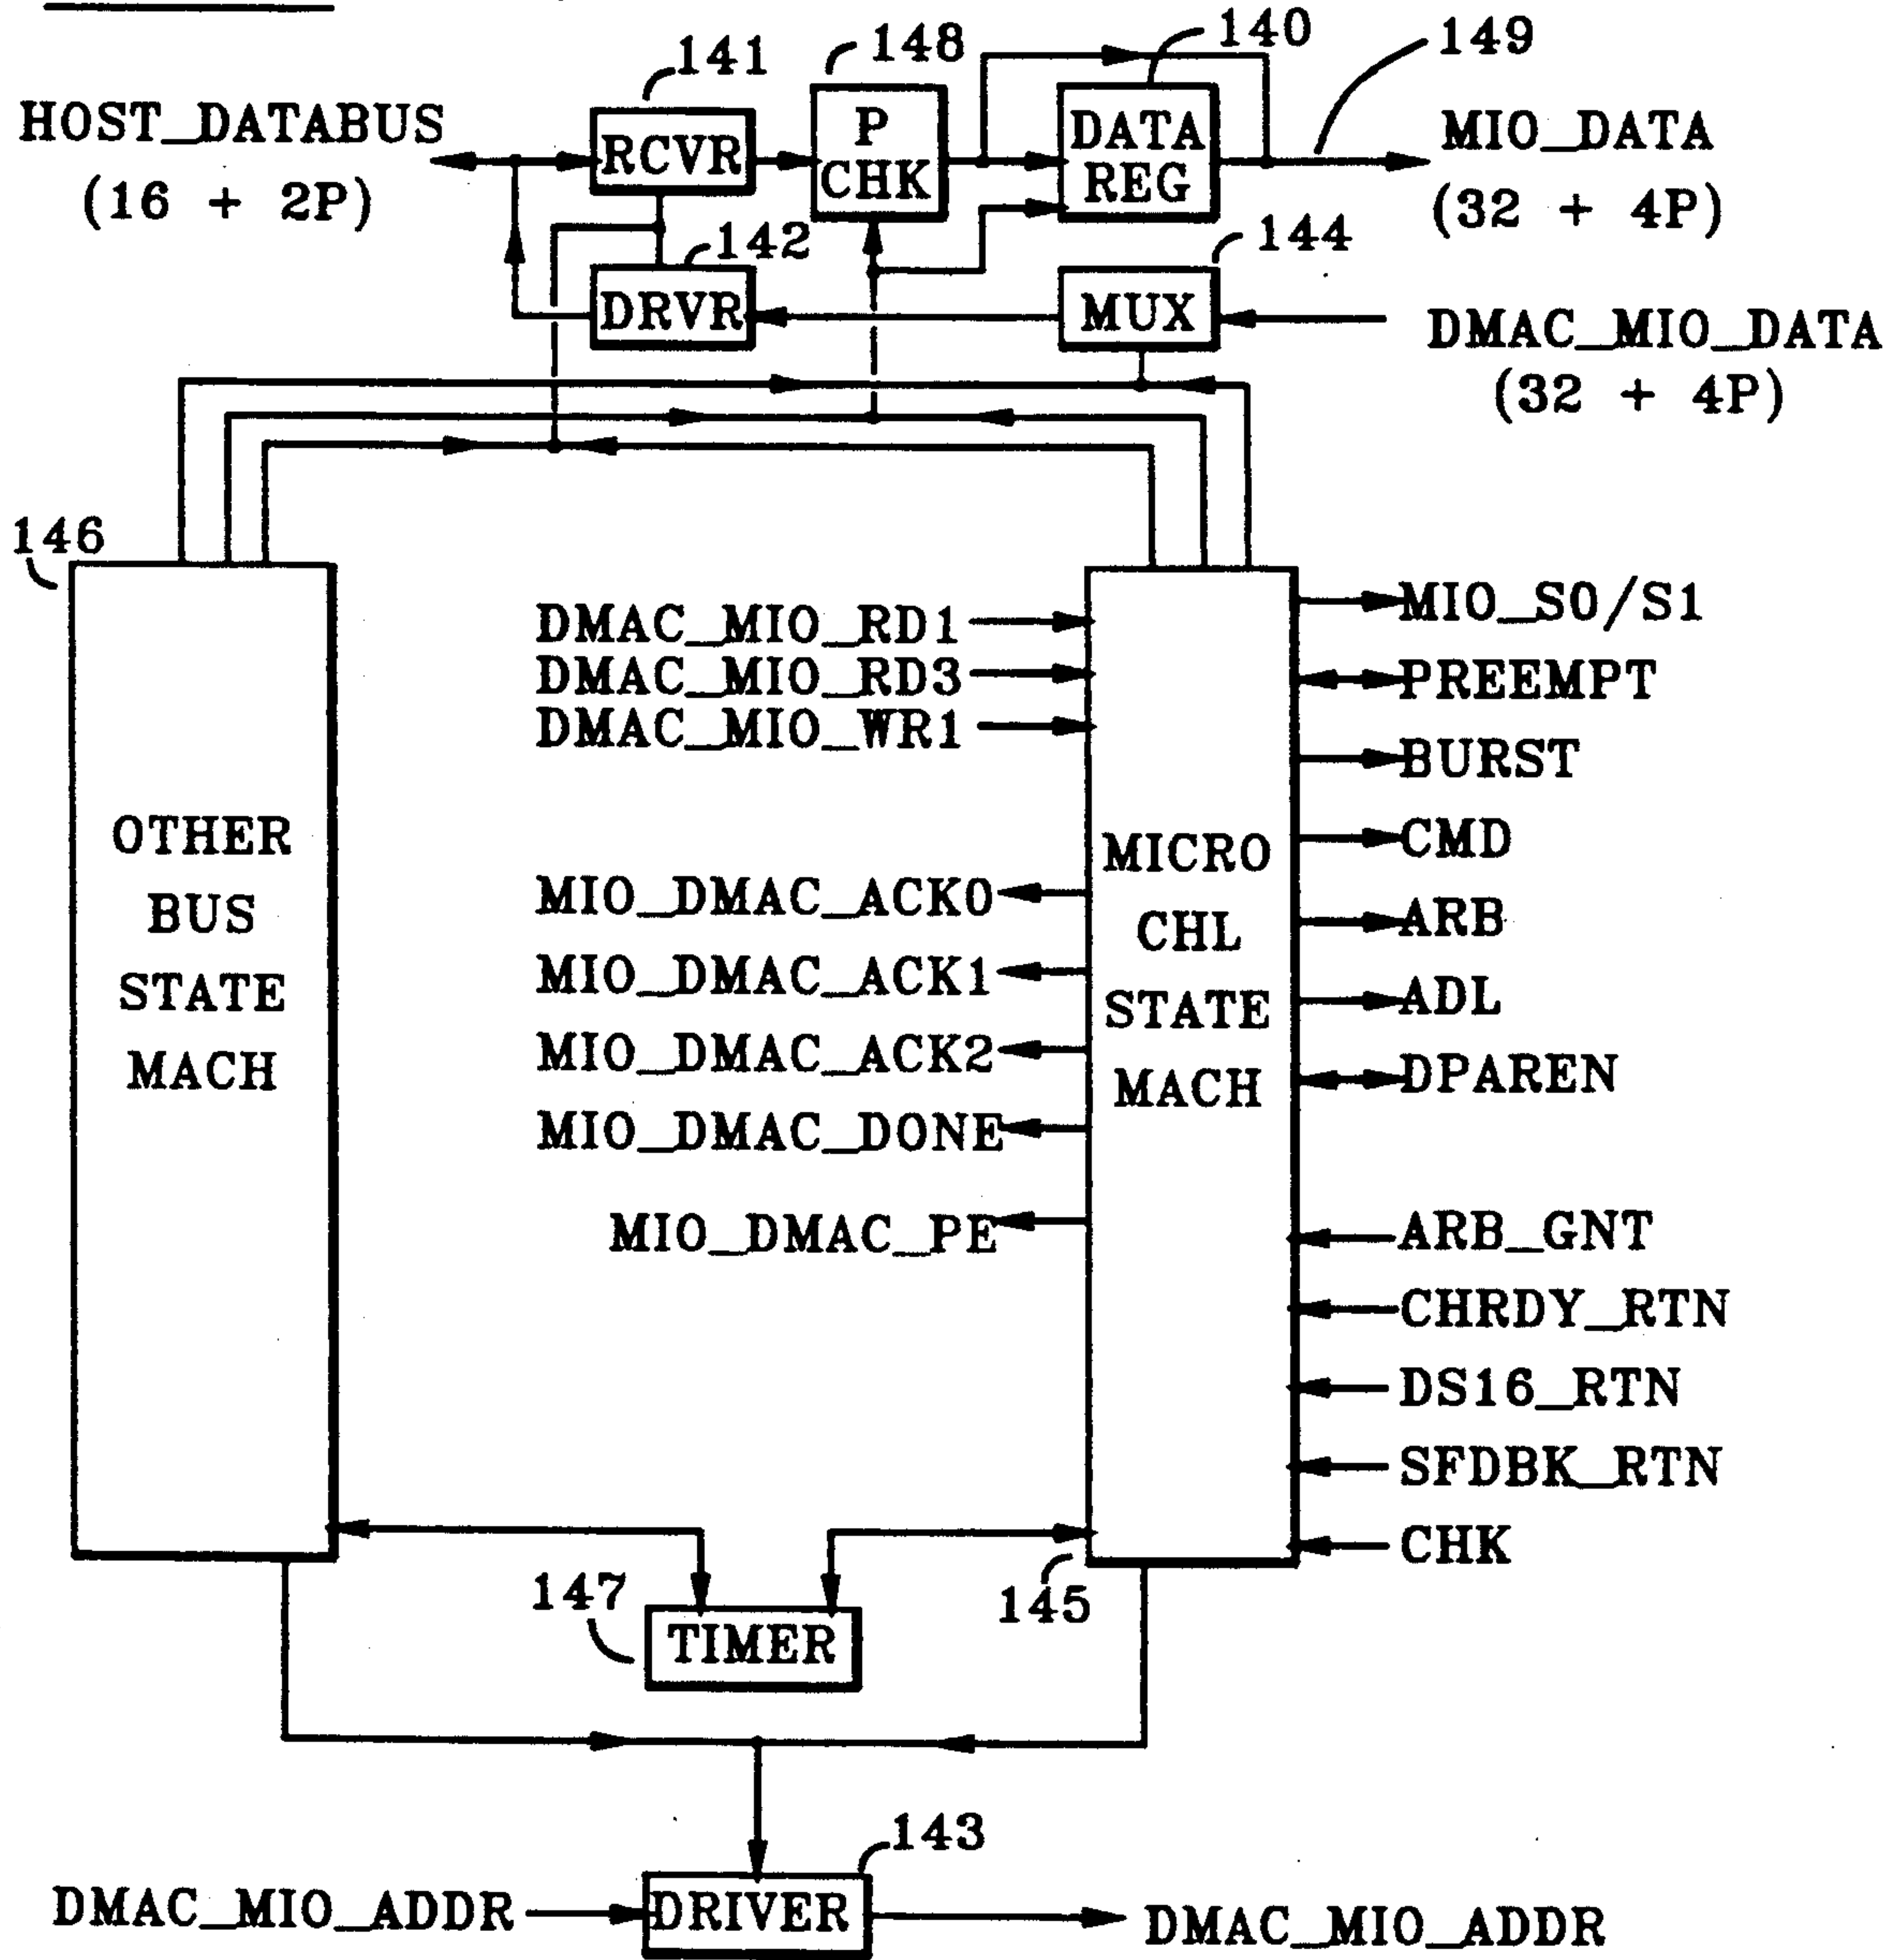 141
148
140
149
HOST_DATABUS
(16 + 2P)
RCVR
P
CHK
DATA
REG
MIO_DATA
(32 + 4P)
142
144
DRVR
MUX
DMAC_MIO_DATA
(32 + 4P)
146
OTHER
BUS
STATE
MACH
DMAC_MIO_RD1
DMAC_MIO_RD3
DMAC_MIO_WR1
MIO_DMAC_ACK0
MIO_DMAC_ACK1
MIO_DMAC_ACK2
MIO_DMAC_DONE
MIO_DMAC_PE
MICRO
CHL
STATE
MACH
MIO_S0/S1
PREEMPT
BURST
CMD
ARB
ADL
DPAREN
ARB_GNT
CHRDY_RTN
DS16_RTN
SFDBK_RTN
CHK
147
TIMER
145
143
DMAC_MIO_ADDR
DRIVER
DMAC_MIO_ADDR